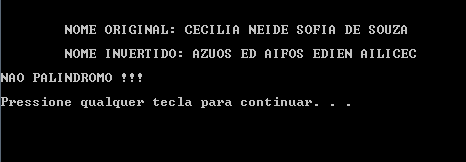 NOME ORIGINAL: CECILIA NEIDE SOFIA DE SOUZA
NOME INVERTIDO: AZUOS ED AIFOS EDIEN AILICEC
NAO PALINDROMO !!!
Pressione qualquer tecla para continuar. . .